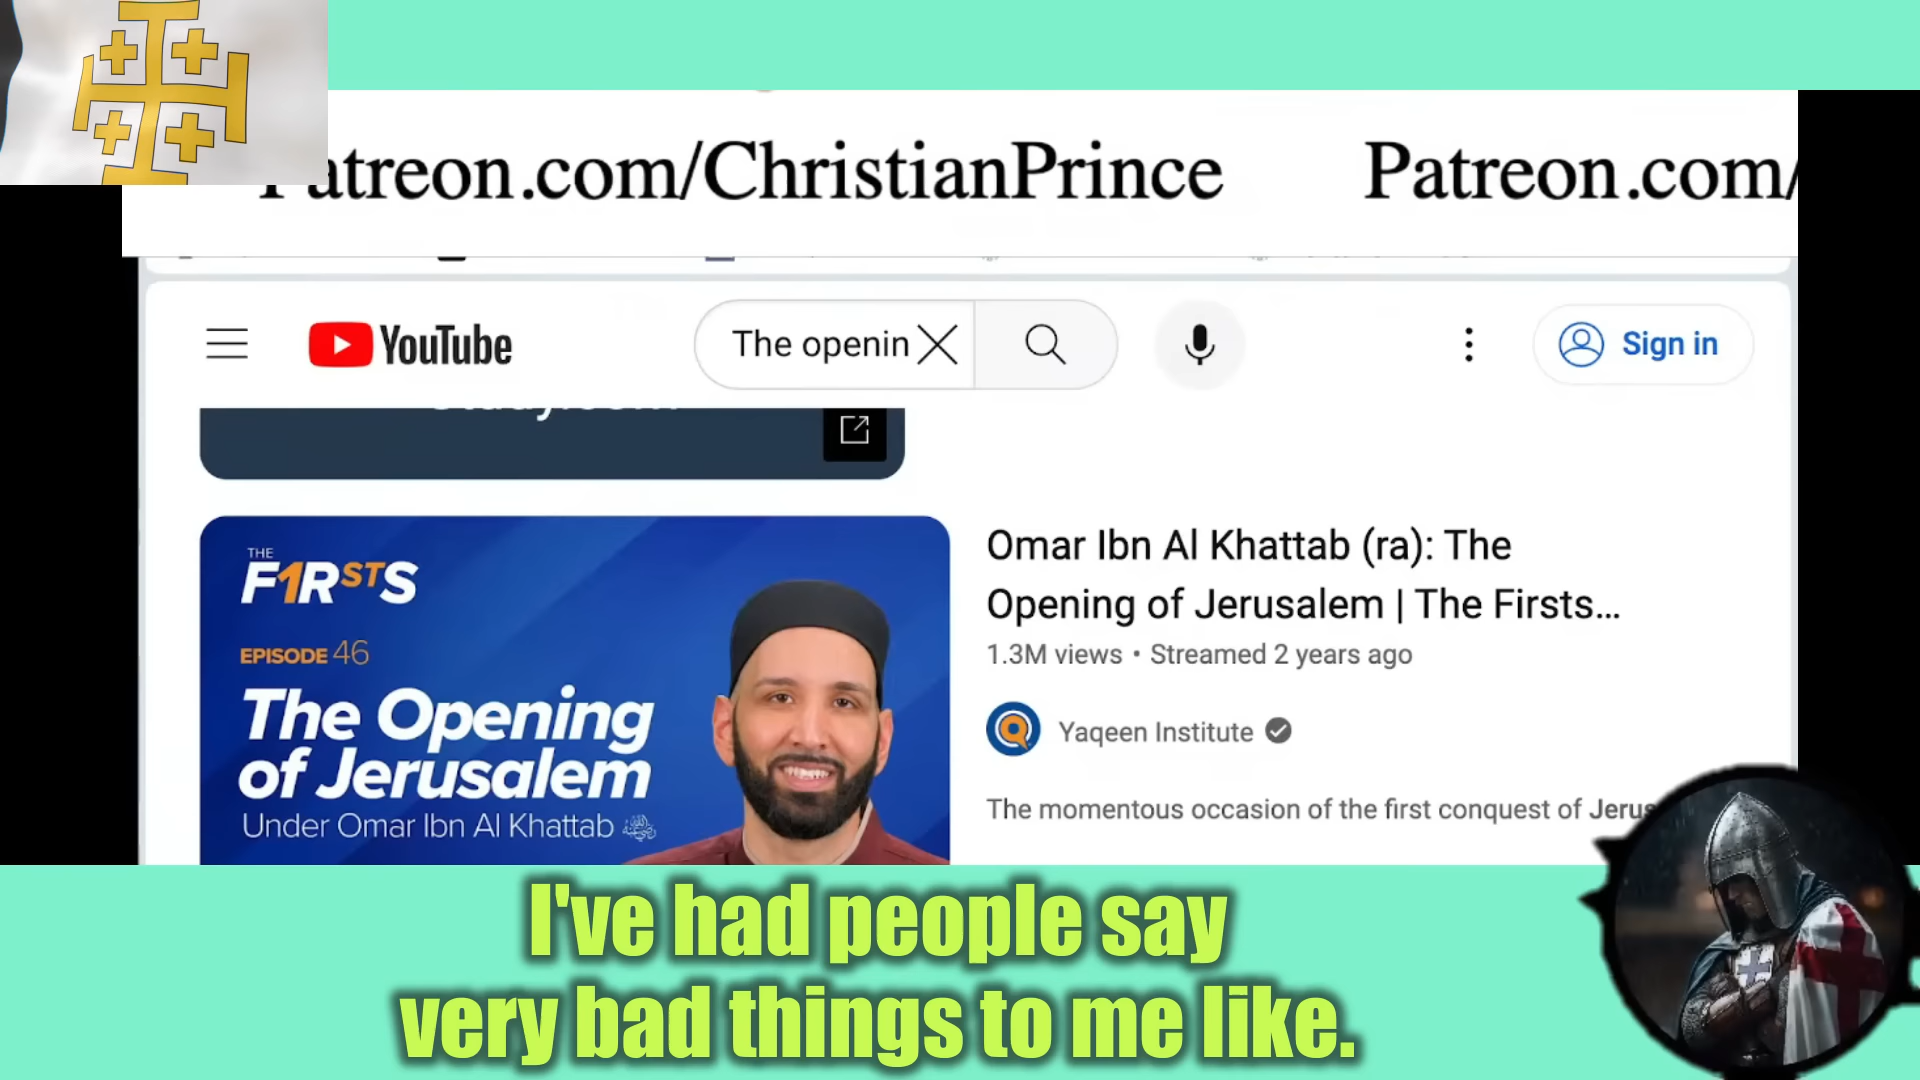 Patreon.com/ChristianPrince Patreon.com/
YouTube
The openin
Sign in
Study.com
THE
F1RSTS
EPISODE 46
The Opening
of Jerusalem
Under Omar Ibn Al Khattab
Omar Ibn Al Khattab (ra): The
Opening of Jerusalem | The Firsts...
1.3M views • Streamed 2 years ago
Yaqeen Institute
The momentous occasion of the first conquest of Jerus
I've had people say
very bad things to me like.